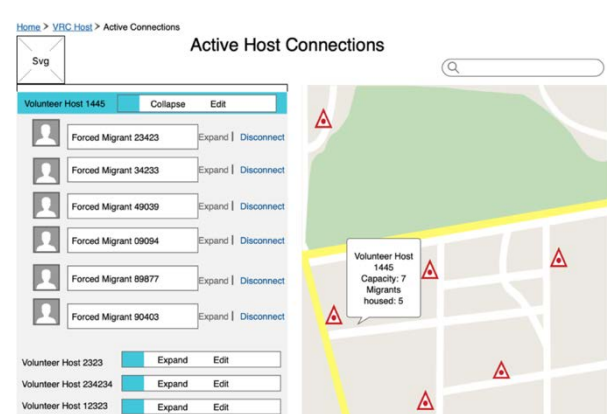 Home > VRC Host > Active Connections
Svg
Active Host Connections
Volunteer Host 1445 Collapse Edit
Forced Migrant 23423 Expand | Disconnect
Forced Migrant 34233 Expand | Disconnect
Forced Migrant 49039 Expand | Disconnect
Forced Migrant 09094 Expand | Disconnect
Forced Migrant 89877 Expand | Disconnect
Forced Migrant 90403 Expand | Disconnect
Volunteer Host 2323 Expand Edit
Volunteer Host 234234 Expand Edit
Volunteer Host 12323 Expand Edit
Volunteer Host
1445
Capacity: 7
Migrants
housed: 5